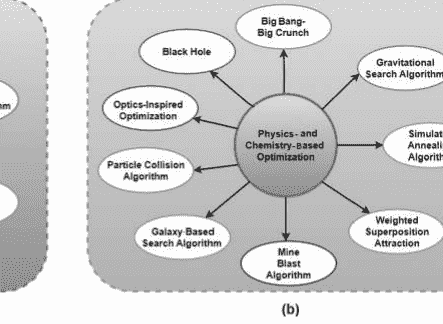 Big Bang-
Big Crunch
Black Hole
Gravitational
Search Algorithm
Optics-Inspired
Optimization
Physics- and
Chemistry-Based
Optimization
Particle Collision
Algorithm
Galaxy-Based
Search Algorithm
Mine
Blast
Algorithm
Weighted
Superposition
Attraction
(b)